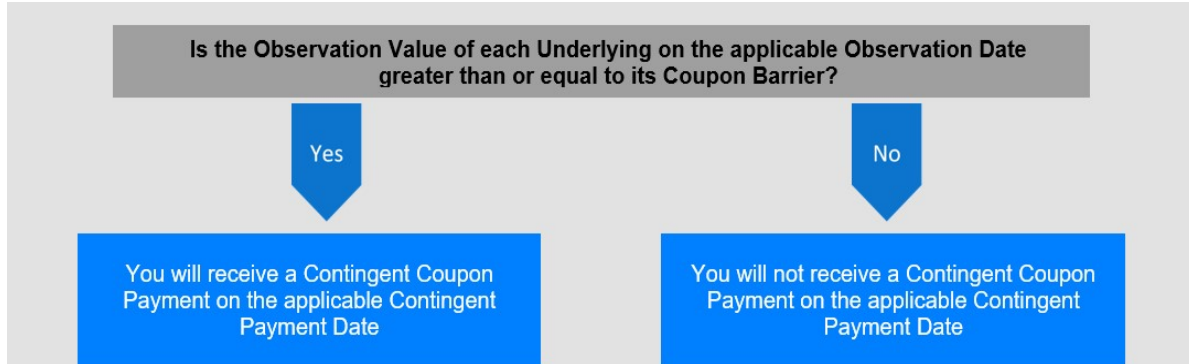 Is the Observation Value of each Underlying on the applicable Observation Date
greater than or equal to its Coupon Barrier?
Yes
No
You will receive a Contingent Coupon
Payment on the applicable Contingent
Payment Date
You will not receive a Contingent Coupon
Payment on the applicable Contingent
Payment Date